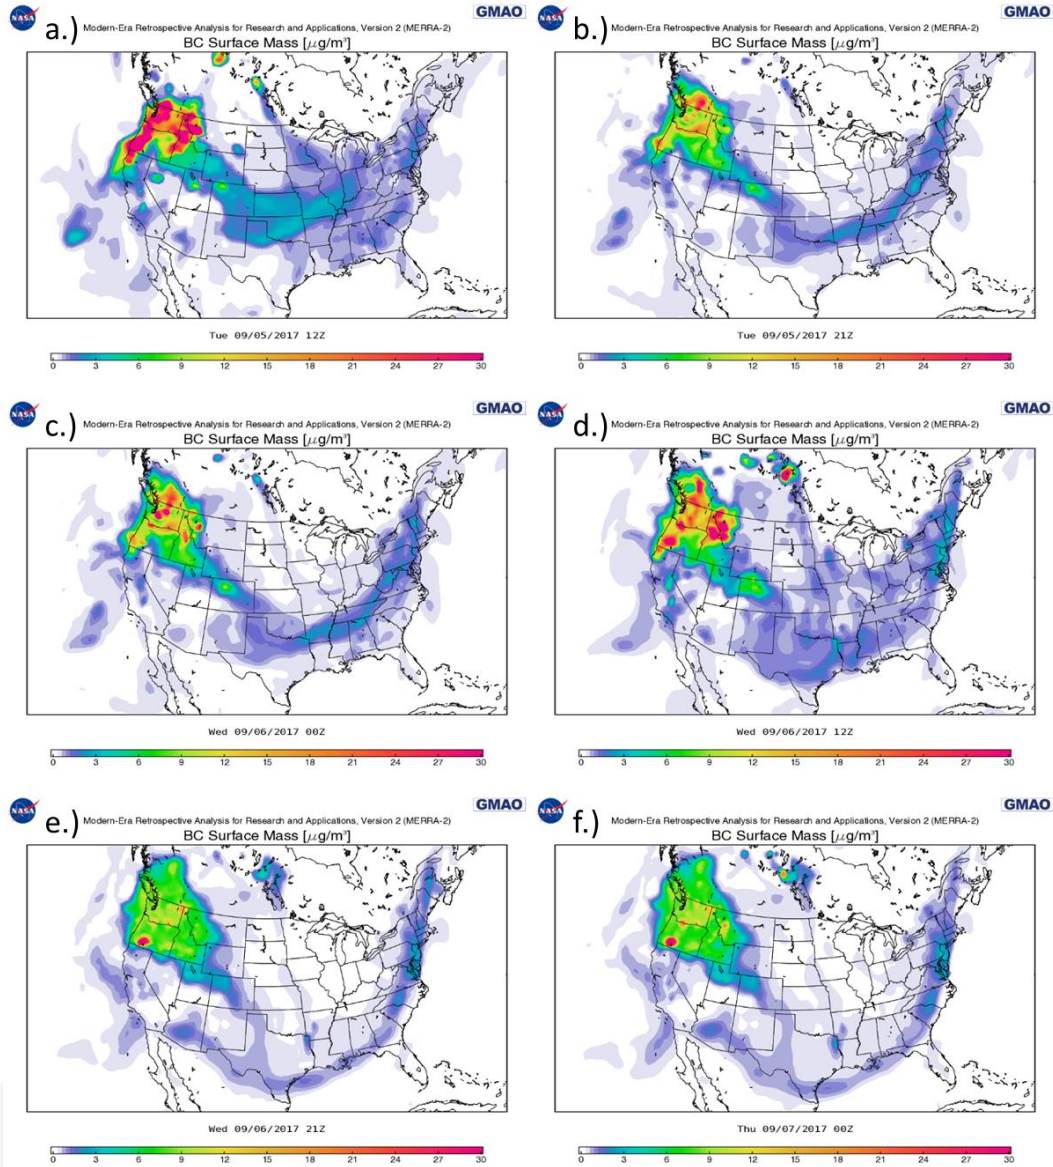 NASA
a.)
GMAO
Modern-Era Retrospective Analysis for Research and Applications, Version 2 (MERRA-2)
BC Surface Mass [μg/m³]
Tue 09/05/2017 12Z
0 3 6 9 12 15 18 21 24 27 30
NASA
b.)
GMAO
Modern-Era Retrospective Analysis for Research and Applications, Version 2 (MERRA-2)
BC Surface Mass [μg/m³]
Tue 09/05/2017 21Z
0 3 6 9 12 15 18 21 24 27 30
NASA
c.)
GMAO
Modern-Era Retrospective Analysis for Research and Applications, Version 2 (MERRA-2)
BC Surface Mass [μg/m³]
Wed 09/06/2017 00Z
0 3 6 9 12 15 18 21 24 27 30
NASA
d.)
GMAO
Modern-Era Retrospective Analysis for Research and Applications, Version 2 (MERRA-2)
BC Surface Mass [μg/m³]
Wed 09/06/2017 12Z
0 3 6 9 12 15 18 21 24 27 30
NASA
e.)
GMAO
Modern-Era Retrospective Analysis for Research and Applications, Version 2 (MERRA-2)
BC Surface Mass [μg/m³]
Wed 09/06/2017 21Z
0 3 6 9 12 15 18 21 24 27 30
NASA
f.)
GMAO
Modern-Era Retrospective Analysis for Research and Applications, Version 2 (MERRA-2)
BC Surface Mass [μg/m³]
Thu 09/07/2017 00Z
0 3 6 9 12 15 18 21 24 27 30